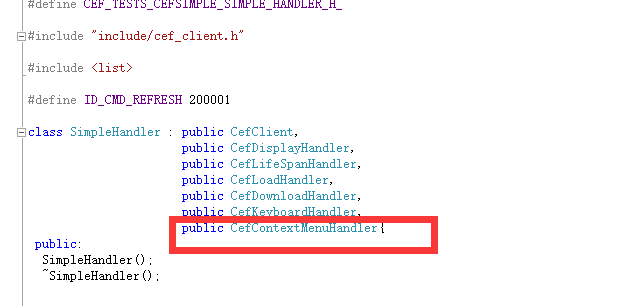 #define CEF_TESTS_CEFSIMPLE_SIMPLE_HANDLER_H_
#include "include/cef_client.h"
#include <list>
#define ID_CMD_REFRESH 200001
class SimpleHandler : public CefClient,
public CefDisplayHandler,
public CefLifeSpanHandler,
public CefLoadHandler,
public CefDownloadHandler,
public CefKeyboardHandler,
public CefContextMenuHandler{
public:
SimpleHandler();
~SimpleHandler();